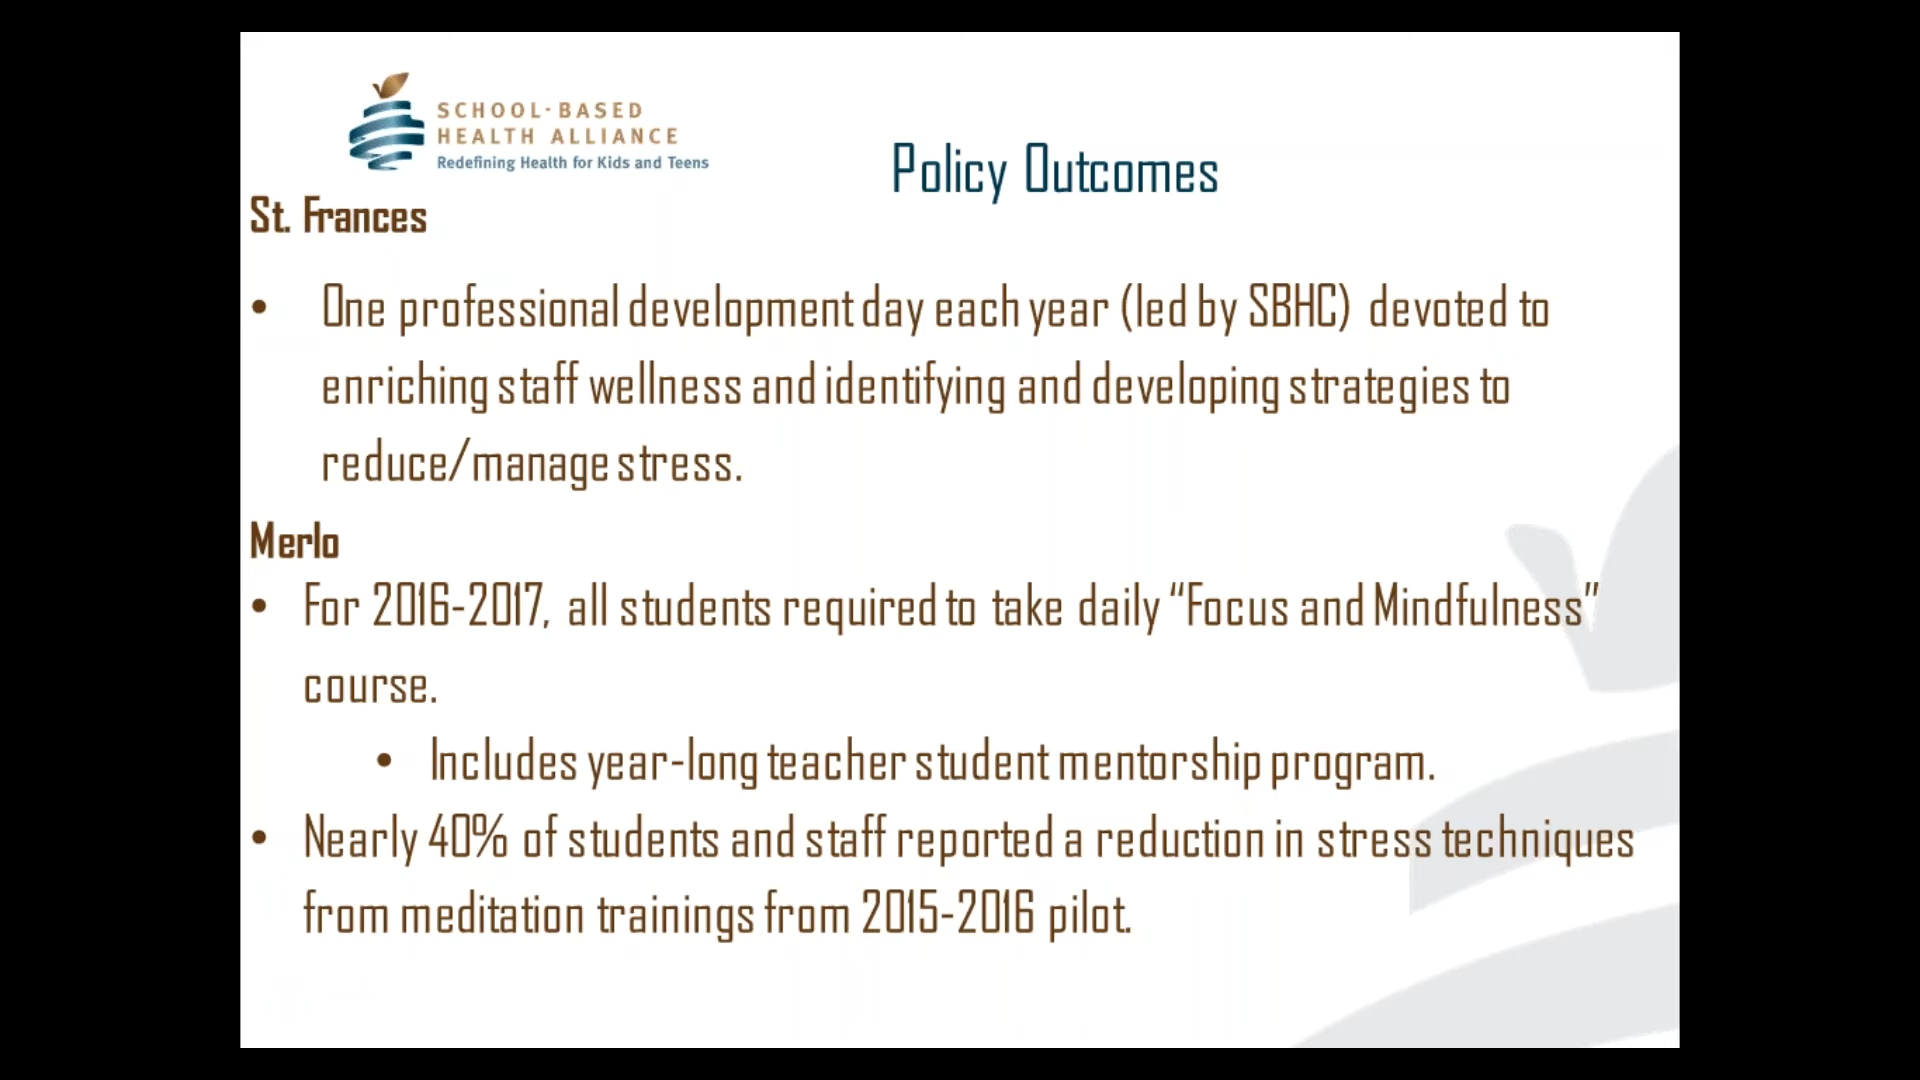 SCHOOL-BASED
HEALTH ALLIANCE
Redefining Health for Kids and Teens
Policy Outcomes
St. Frances
• One professional development day each year (led by SBHC) devoted to
enriching staff wellness and identifying and developing strategies to
reduce/manage stress.
Merlo
• For 2016-2017, all students required to take daily “Focus and Mindfulness”
course.
• Includes year-long teacher student mentorship program.
• Nearly 40% of students and staff reported a reduction in stress techniques
from meditation trainings from 2015-2016 pilot.